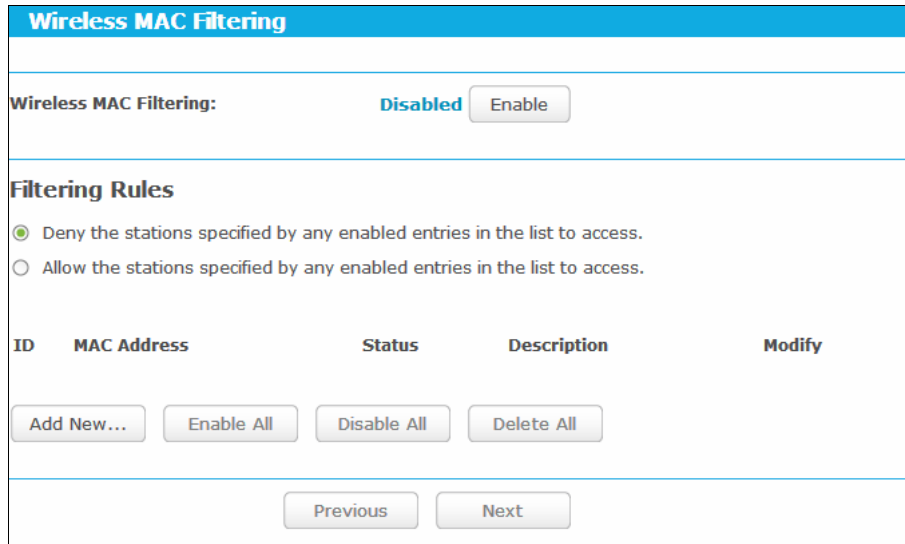 Wireless MAC Filtering
Wireless MAC Filtering: Disabled Enable
Filtering Rules
Deny the stations specified by any enabled entries in the list to access.
Allow the stations specified by any enabled entries in the list to access.
ID MAC Address Status Description Modify
Add New... Enable All Disable All Delete All
Previous Next